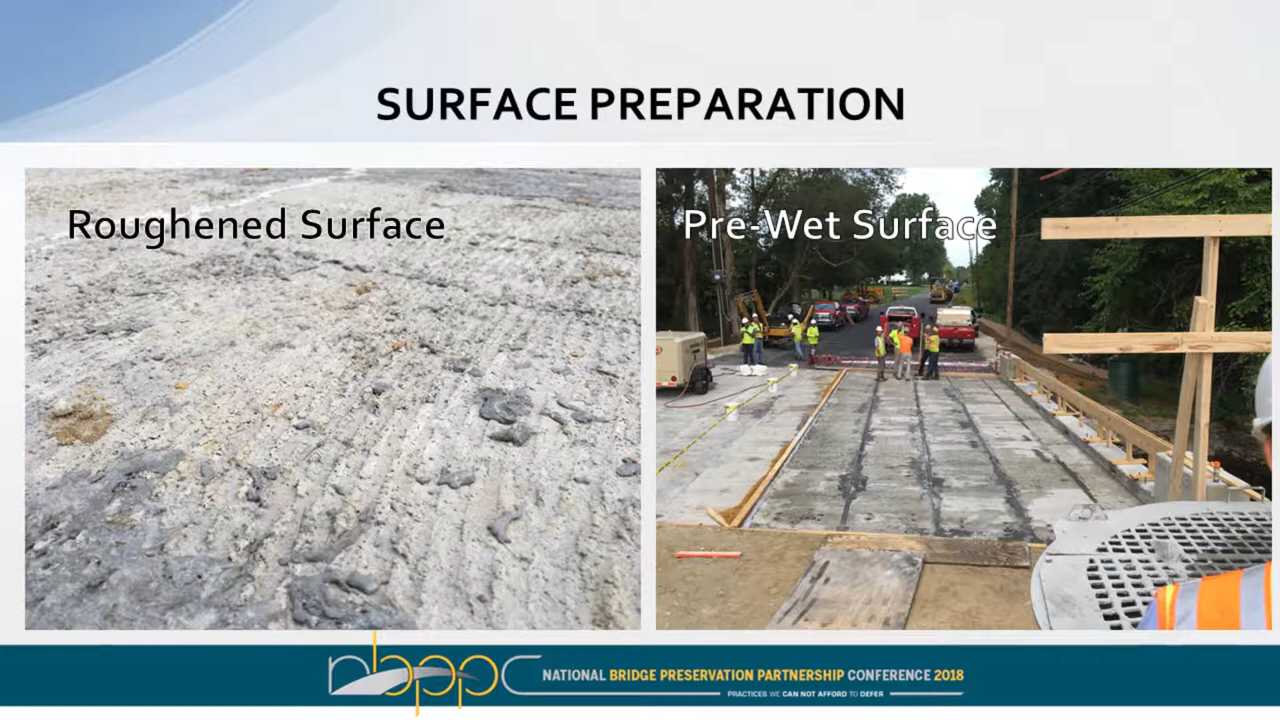 SURFACE PREPARATION
Roughened Surface
Pre-Wet Surface
nbppc
NATIONAL BRIDGE PRESERVATION PARTNERSHIP CONFERENCE 2018
PRACTICES WE CAN NOT AFFORD TO DEFER